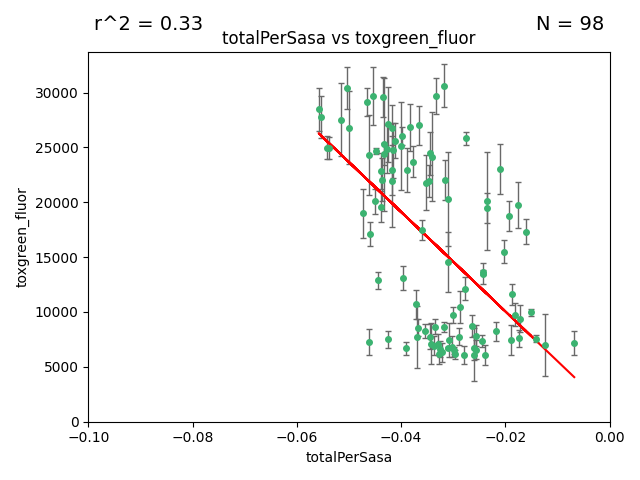 r^2 = 0.33
N = 98
totalPerSasa vs toxgreen_fluor
toxgreen_fluor
30000
25000
20000
15000
10000
5000
0
−0.10
−0.08
−0.06
−0.04
−0.02
0.00
totalPerSasa